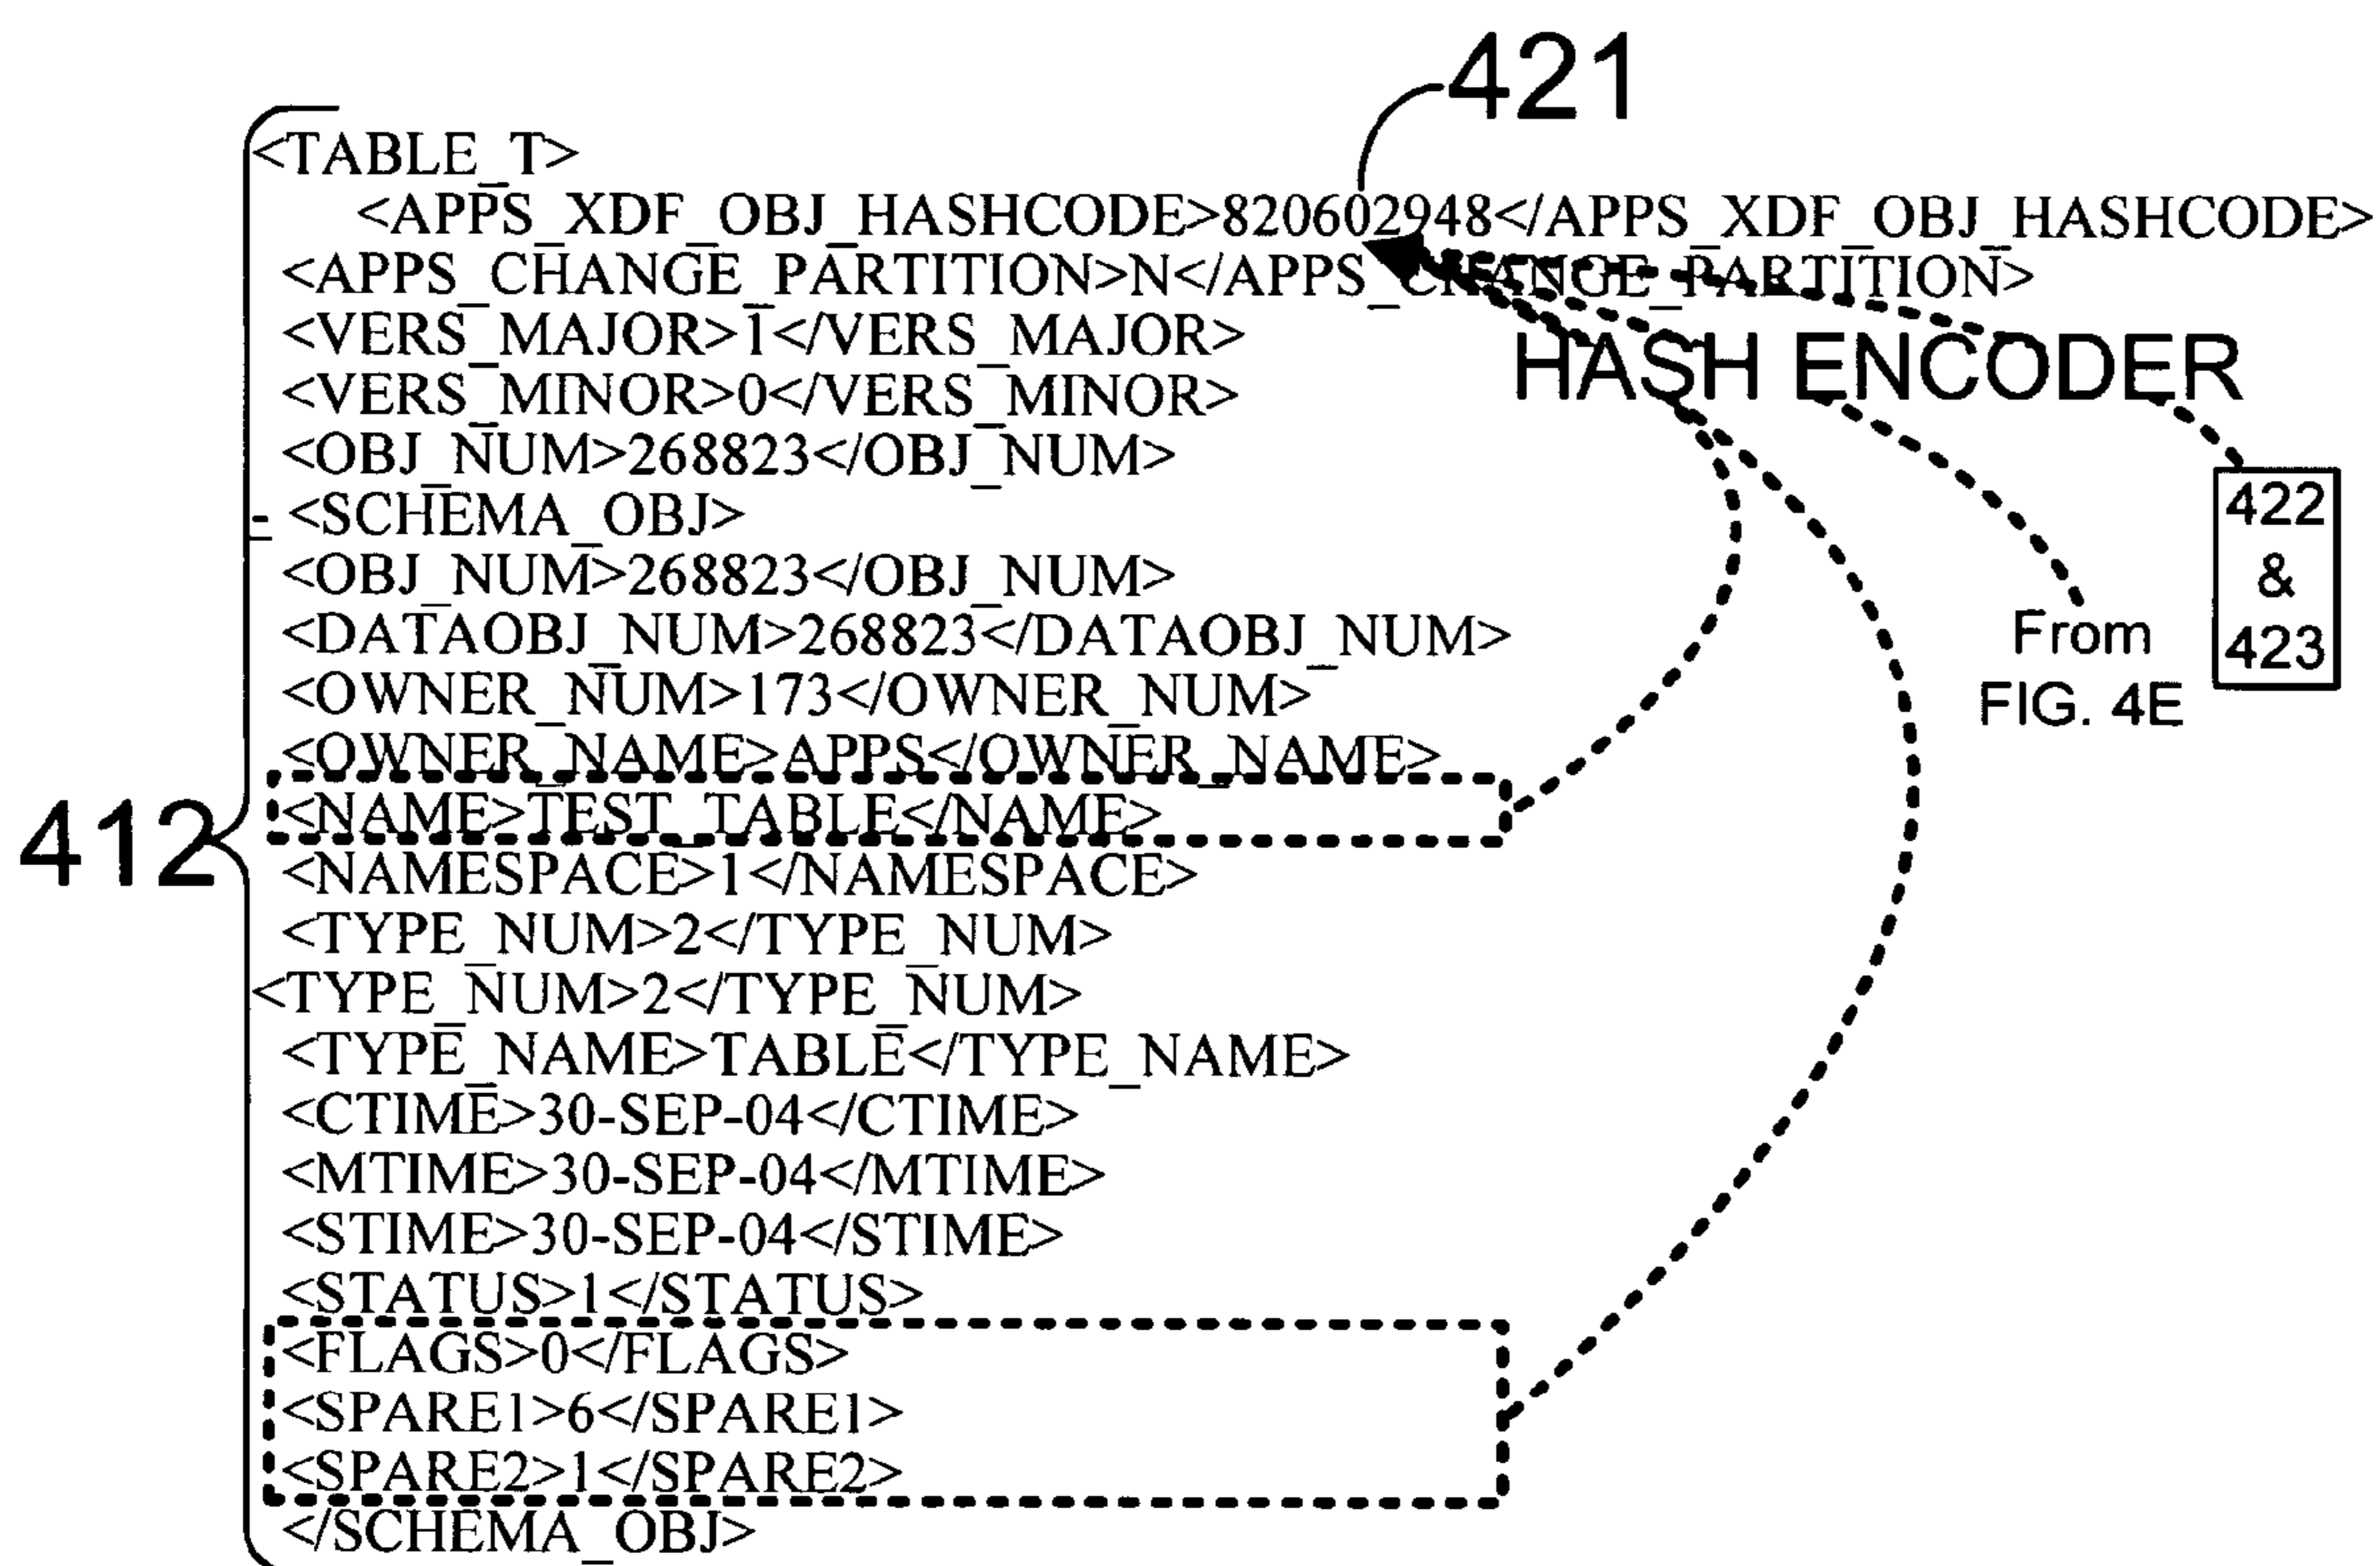 421
<TABLE_T>
<APPS_XDF_OBJ_HASHCODE>820602948</APPS_XDF_OBJ_HASHCODE>
<APPS_CHANGE_PARTITION>N</APPS_CHANGE_PARTITION>
<VERS_MAJOR>1</VERS_MAJOR>
HASH ENCODER
<VERS_MINOR>0</VERS_MINOR>
<OBJ_NUM>268823</OBJ_NUM>
- <SCHEMA_OBJ>
422
<OBJ_NUM>268823</OBJ_NUM>
&
<DATAOBJ_NUM>268823</DATAOBJ_NUM>
From
423
<OWNER_NUM>173</OWNER_NUM>
FIG. 4E
<OWNER_NAME>APPS</OWNER_NAME>
<NAME>TEST_TABLE</NAME>
412
<NAMESPACE>1</NAMESPACE>
<TYPE_NUM>2</TYPE_NUM>
<TYPE_NUM>2</TYPE_NUM>
<TYPE_NAME>TABLE</TYPE_NAME>
<CTIME>30-SEP-04</CTIME>
<MTIME>30-SEP-04</MTIME>
<STIME>30-SEP-04</STIME>
<STATUS>1</STATUS>
<FLAGS>0</FLAGS>
<SPARE1>6</SPARE1>
<SPARE2>1</SPARE2>
</SCHEMA_OBJ>